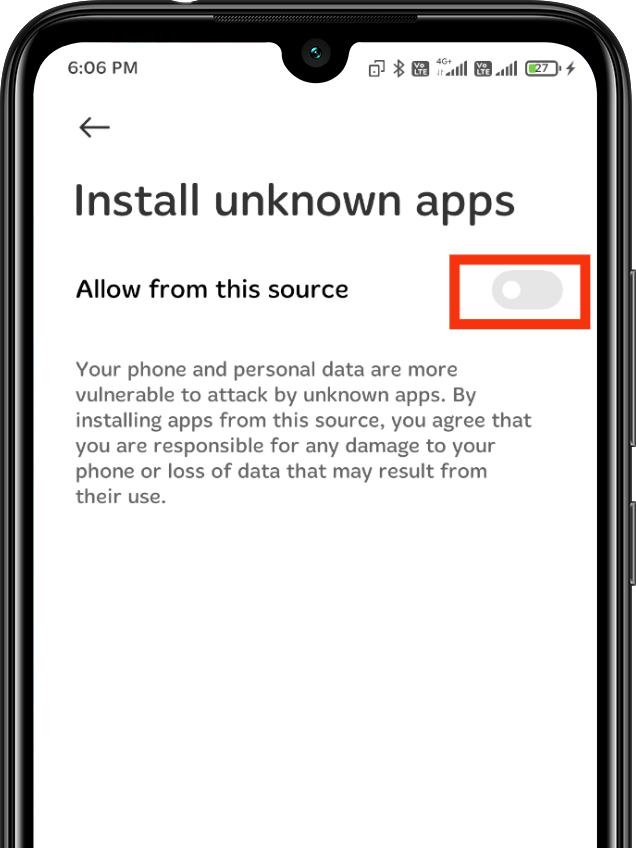 6:06 PM Vo LTE 4G+ Vo LTE 27
Install unknown apps
Allow from this source
Your phone and personal data are more
vulnerable to attack by unknown apps. By
installing apps from this source, you agree that
you are responsible for any damage to your
phone or loss of data that may result from
their use.